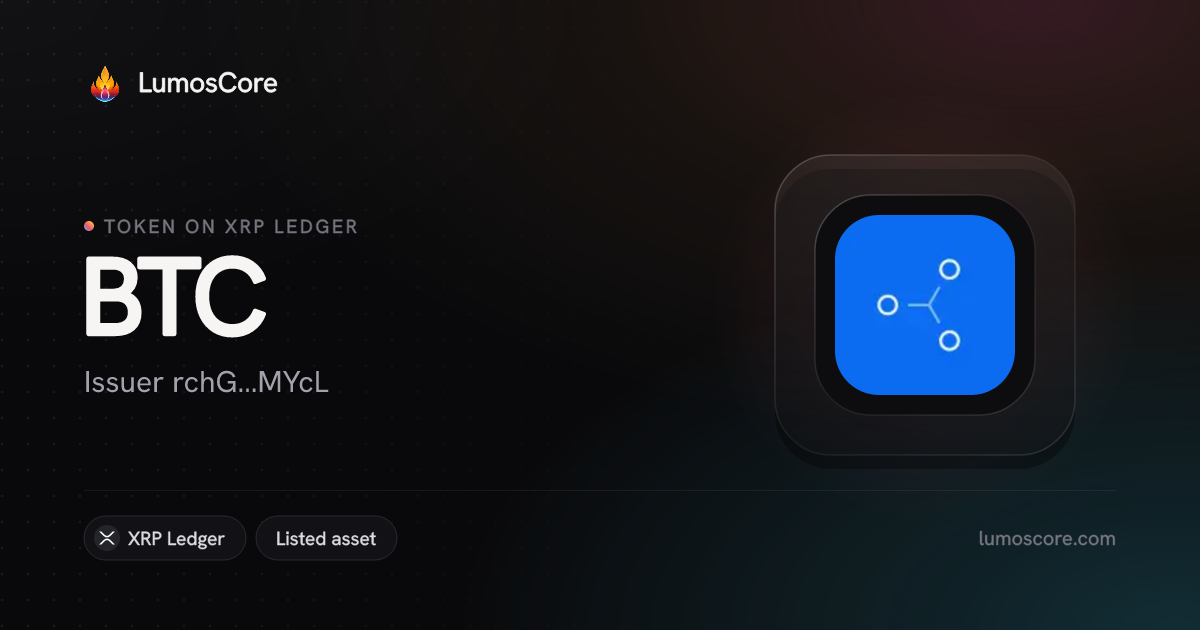 LumosCore
TOKEN ON XRP LEDGER
BTC
Issuer rchG...MYcL
XRP Ledger
Listed asset
lumoscore.com